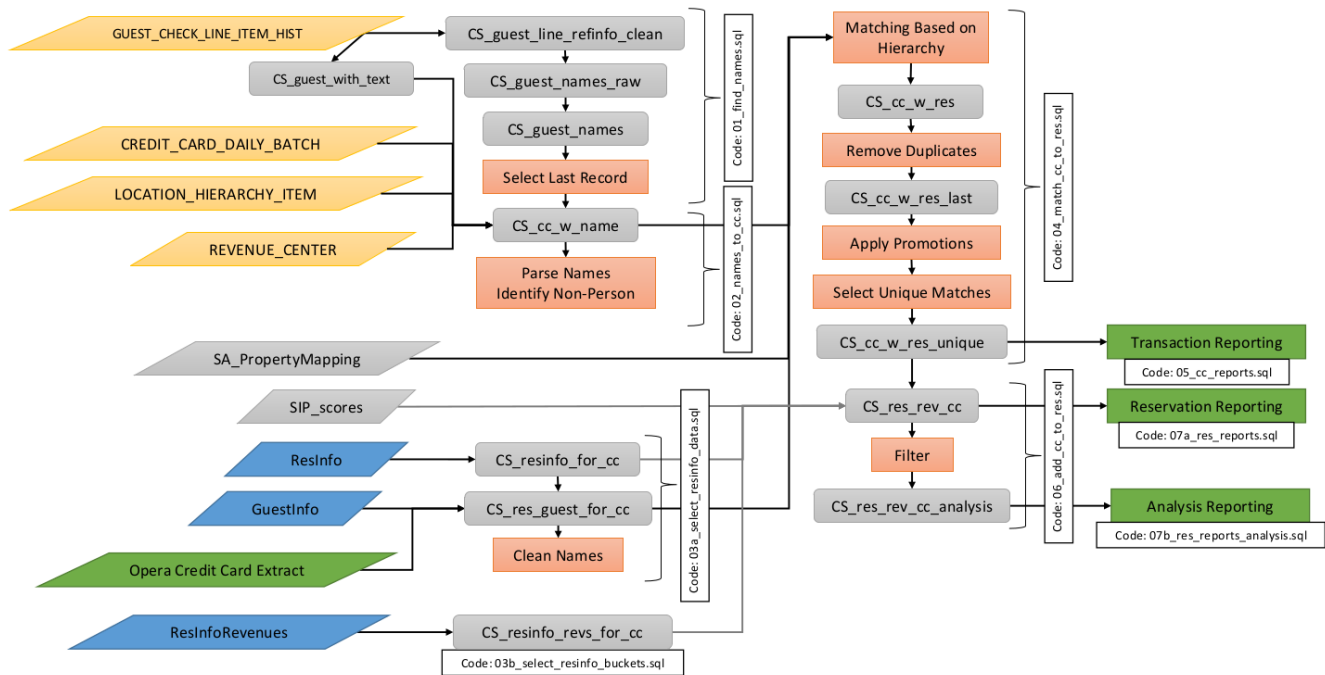 GUEST_CHECK_LINE_ITEM_HIST
CS_guest_with_text
CREDIT_CARD_DAILY_BATCH
LOCATION_HIERARCHY_ITEM
REVENUE_CENTER
CS_guest_line_refinfo_clean
CS_guest_names_raw
CS_guest_names
Select Last Record
CS_cc_w_name
Parse Names
Identify Non-Person
Code: 01_find_names.sql
Code: 02_names_to_cc.sql
SA_PropertyMapping
SIP_scores
ResInfo
GuestInfo
Opera Credit Card Extract
ResInfoRevenues
CS_resinfo_for_cc
CS_res_guest_for_cc
Clean Names
CS_resinfo_revs_for_cc
Code: 03b_select_resinfo_buckets.sql
Code: 03a_select_resinfo_data.sql
Matching Based on
Hierarchy
CS_cc_w_res
Remove Duplicates
CS_cc_w_res_last
Apply Promotions
Select Unique Matches
CS_cc_w_res_unique
CS_res_rev_cc
Filter
CS_res_rev_cc_analysis
Code: 04_match_cc_to_res.sql
Code: 06_add_cc_to_res.sql
Transaction Reporting
Code: 05_cc_reports.sql
Reservation Reporting
Code: 07a_res_reports.sql
Analysis Reporting
Code: 07b_res_reports_analysis.sql